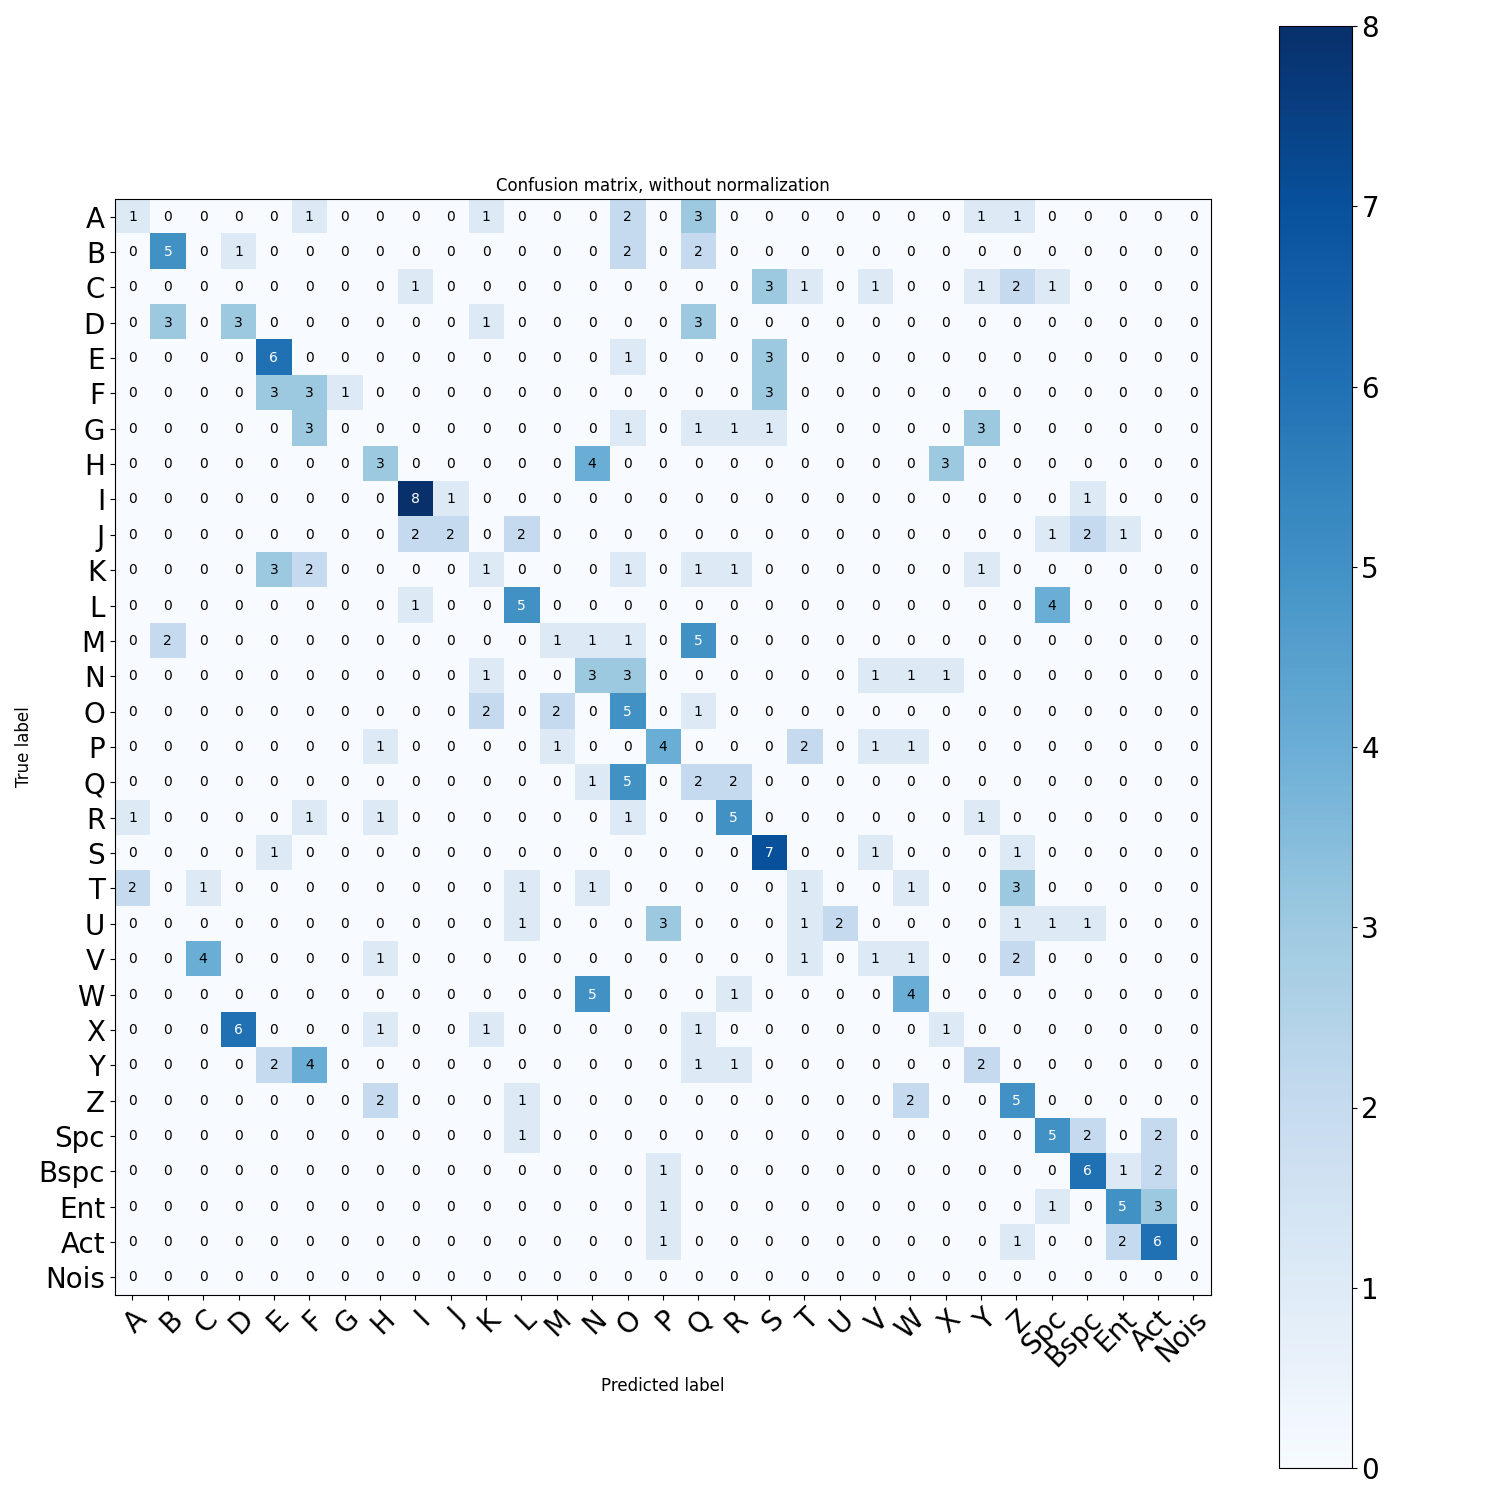 Confusion matrix, without normalization
A 1 0 0 0 0 1 0 0 0 0 1 0 0 0 2 0 3 0 0 0 0 0 0 0 1 1 0 0 0 0 0
B 0 5 0 1 0 0 0 0 0 0 0 0 0 0 2 0 2 0 0 0 0 0 0 0 0 0 0 0 0 0 0
C 0 0 0 0 0 0 0 0 1 0 0 0 0 0 0 0 0 0 3 1 0 1 0 0 1 2 1 0 0 0 0
D 0 3 0 3 0 0 0 0 0 0 1 0 0 0 0 0 3 0 0 0 0 0 0 0 0 0 0 0 0 0 0
E 0 0 0 0 6 0 0 0 0 0 0 0 0 0 1 0 0 0 3 0 0 0 0 0 0 0 0 0 0 0 0
F 0 0 0 0 3 3 1 0 0 0 0 0 0 0 0 0 0 0 3 0 0 0 0 0 0 0 0 0 0 0 0
G 0 0 0 0 0 3 0 0 0 0 0 0 0 0 1 0 1 1 1 0 0 0 0 0 3 0 0 0 0 0 0
H 0 0 0 0 0 0 0 3 0 0 0 0 0 4 0 0 0 0 0 0 0 0 0 3 0 0 0 0 0 0 0
I 0 0 0 0 0 0 0 0 8 1 0 0 0 0 0 0 0 0 0 0 0 0 0 0 0 0 0 1 0 0 0
J 0 0 0 0 0 0 0 0 2 2 0 2 0 0 0 0 0 0 0 0 0 0 0 0 0 0 1 2 1 0 0
K 0 0 0 0 3 2 0 0 0 0 1 0 0 0 1 0 1 1 0 0 0 0 0 0 1 0 0 0 0 0 0
L 0 0 0 0 0 0 0 0 1 0 0 5 0 0 0 0 0 0 0 0 0 0 0 0 0 0 4 0 0 0 0
M 0 2 0 0 0 0 0 0 0 0 0 0 1 1 1 0 5 0 0 0 0 0 0 0 0 0 0 0 0 0 0
N 0 0 0 0 0 0 0 0 0 0 1 0 0 3 3 0 0 0 0 0 0 1 1 1 0 0 0 0 0 0 0
O 0 0 0 0 0 0 0 0 0 0 2 0 2 0 5 0 1 0 0 0 0 0 0 0 0 0 0 0 0 0 0
P 0 0 0 0 0 0 0 1 0 0 0 0 1 0 0 4 0 0 0 2 0 1 1 0 0 0 0 0 0 0 0
Q 0 0 0 0 0 0 0 0 0 0 0 0 0 1 5 0 2 2 0 0 0 0 0 0 0 0 0 0 0 0 0
R 1 0 0 0 0 1 0 1 0 0 0 0 0 0 1 0 0 5 0 0 0 0 0 0 1 0 0 0 0 0 0
S 0 0 0 0 1 0 0 0 0 0 0 0 0 0 0 0 0 0 7 0 0 1 0 0 0 1 0 0 0 0 0
T 2 0 1 0 0 0 0 0 0 0 0 1 0 1 0 0 0 0 0 1 0 0 1 0 0 3 0 0 0 0 0
U 0 0 0 0 0 0 0 0 0 0 0 1 0 0 0 3 0 0 0 1 2 0 0 0 0 1 1 1 0 0 0
V 0 0 4 0 0 0 0 1 0 0 0 0 0 0 0 0 0 0 0 1 0 1 1 0 0 2 0 0 0 0 0
W 0 0 0 0 0 0 0 0 0 0 0 0 0 5 0 0 0 1 0 0 0 0 4 0 0 0 0 0 0 0 0
X 0 0 0 6 0 0 0 1 0 0 1 0 0 0 0 0 1 0 0 0 0 0 0 1 0 0 0 0 0 0 0
Y 0 0 0 0 2 4 0 0 0 0 0 0 0 0 0 0 1 1 0 0 0 0 0 0 2 0 0 0 0 0 0
Z 0 0 0 0 0 0 0 2 0 0 0 1 0 0 0 0 0 0 0 0 0 0 2 0 0 5 0 0 0 0 0
Spc 0 0 0 0 0 0 0 0 0 0 0 1 0 0 0 0 0 0 0 0 0 0 0 0 0 0 5 2 0 2 0
Bspc 0 0 0 0 0 0 0 0 0 0 0 0 0 0 0 1 0 0 0 0 0 0 0 0 0 0 0 6 1 2 0
Ent 0 0 0 0 0 0 0 0 0 0 0 0 0 0 0 1 0 0 0 0 0 0 0 0 0 0 1 0 5 3 0
Act 0 0 0 0 0 0 0 0 0 0 0 0 0 0 0 1 0 0 0 0 0 0 0 0 0 1 0 0 2 6 0
Nois 0 0 0 0 0 0 0 0 0 0 0 0 0 0 0 0 0 0 0 0 0 0 0 0 0 0 0 0 0 0 0
A B C D E F G H I J K L M N O P Q R S T U V W X Y Z Spc Bspc Ent Act Nois
Predicted label
True label
8
7
6
5
4
3
2
1
0